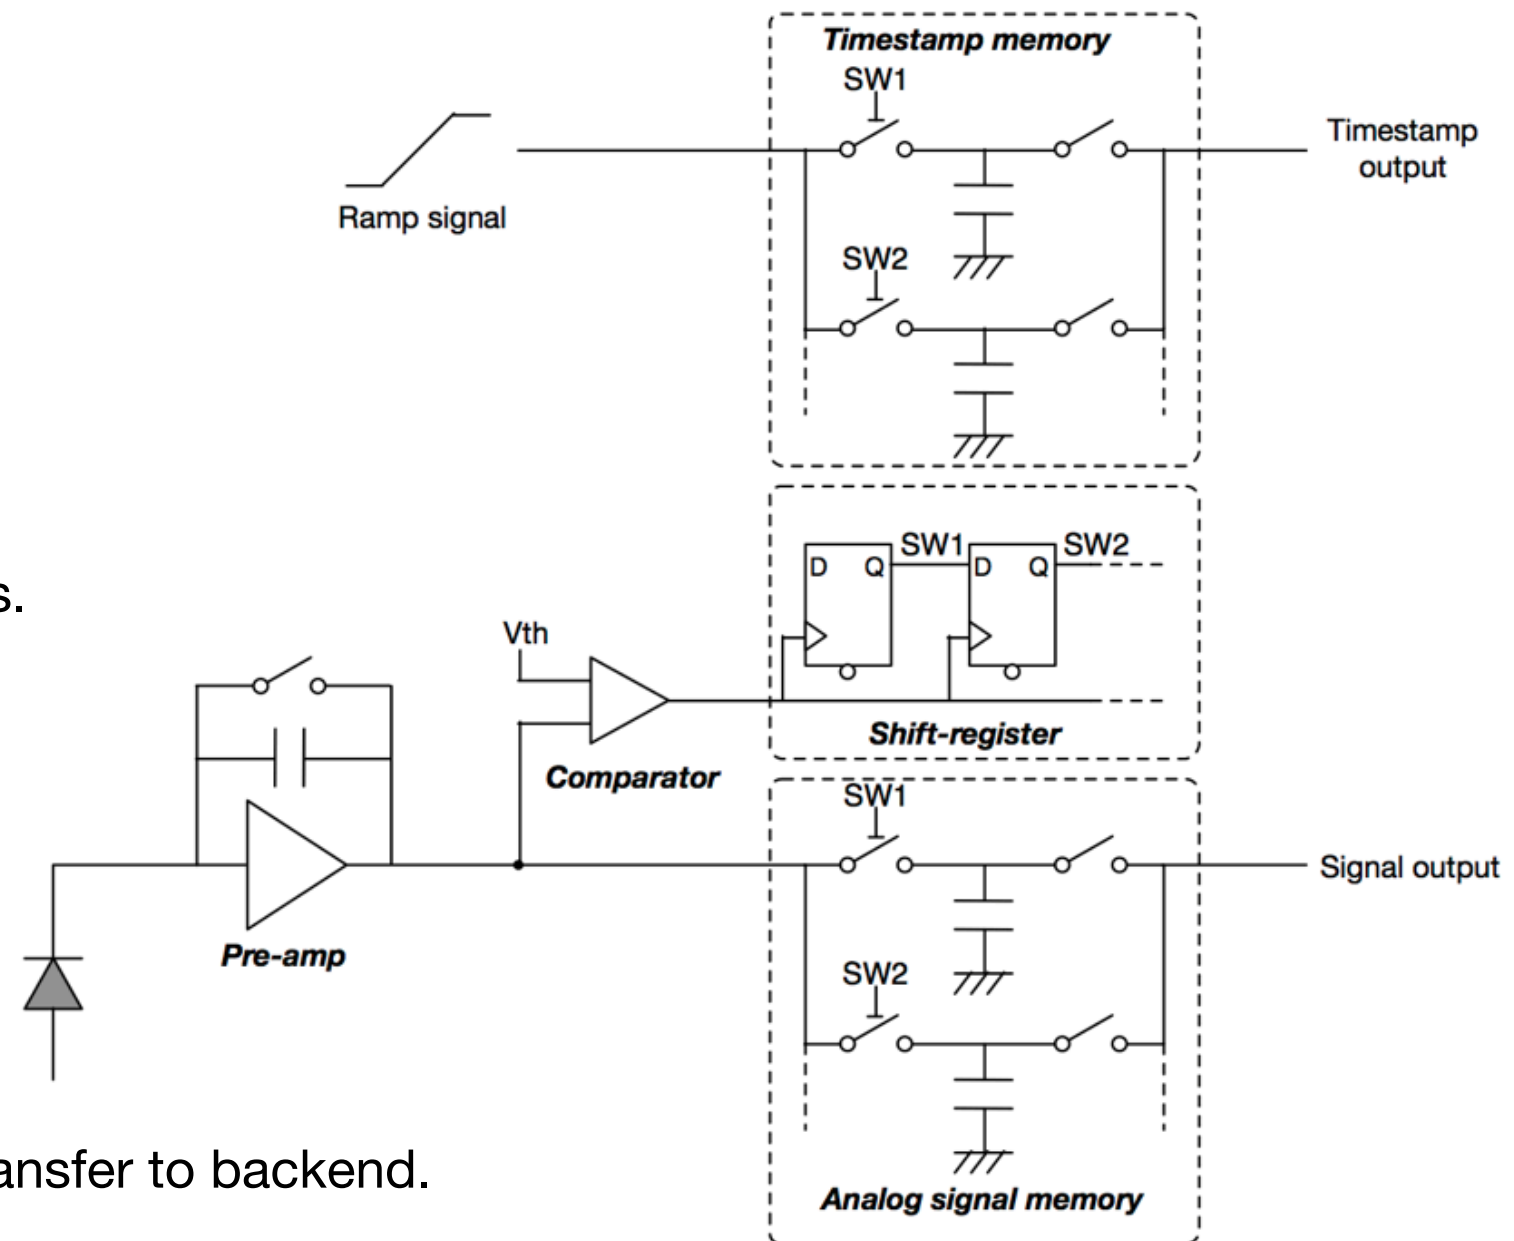 Timestamp memory
SW1
Timestamp
output
Ramp signal
SW2
SW1
SW2
D
Q
D
Q
s.
Vth
Shift-register
Comparator
SW1
Signal output
Pre-amp
SW2
ansfer to backend.
Analog signal memory